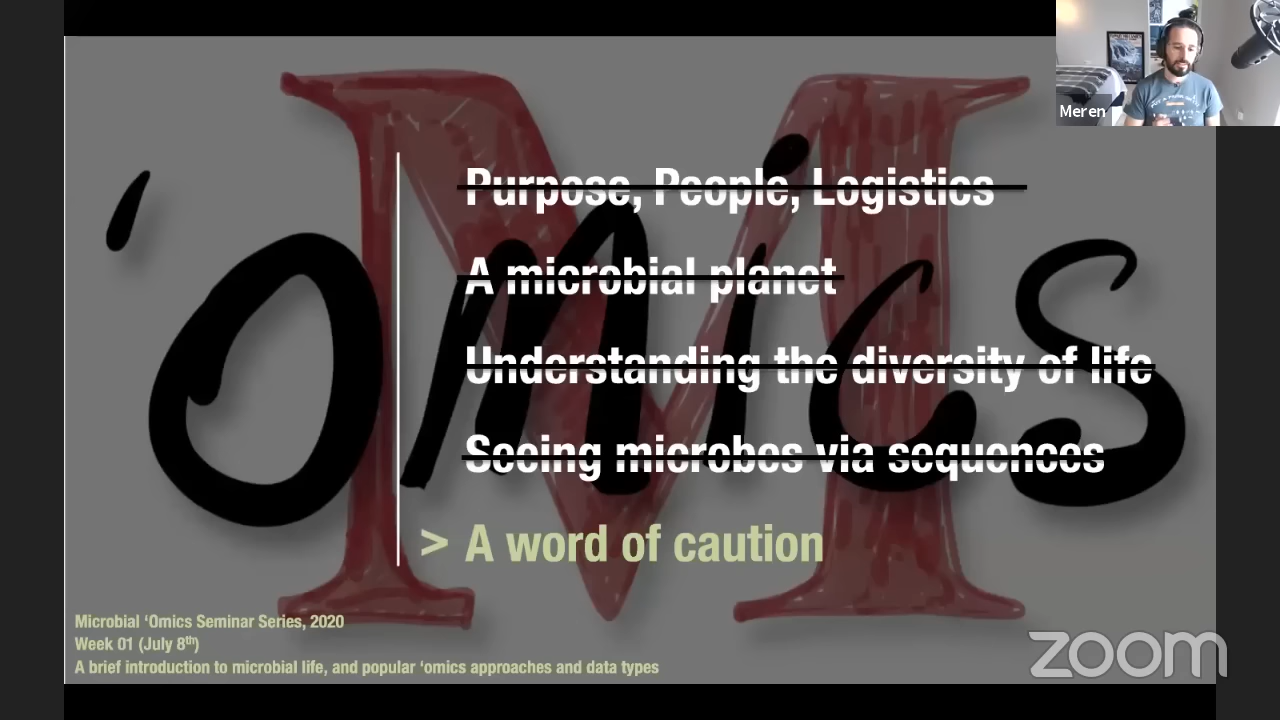 Meren
M
'omics
Purpose, People, Logistics
A microbial planet
Understanding the diversity of life
Seeing microbes via sequences
> A word of caution
Microbial ‘Omics Seminar Series, 2020
Week 01 (July 8th)
A brief introduction to microbial life, and popular ‘omics approaches and data types
zoom